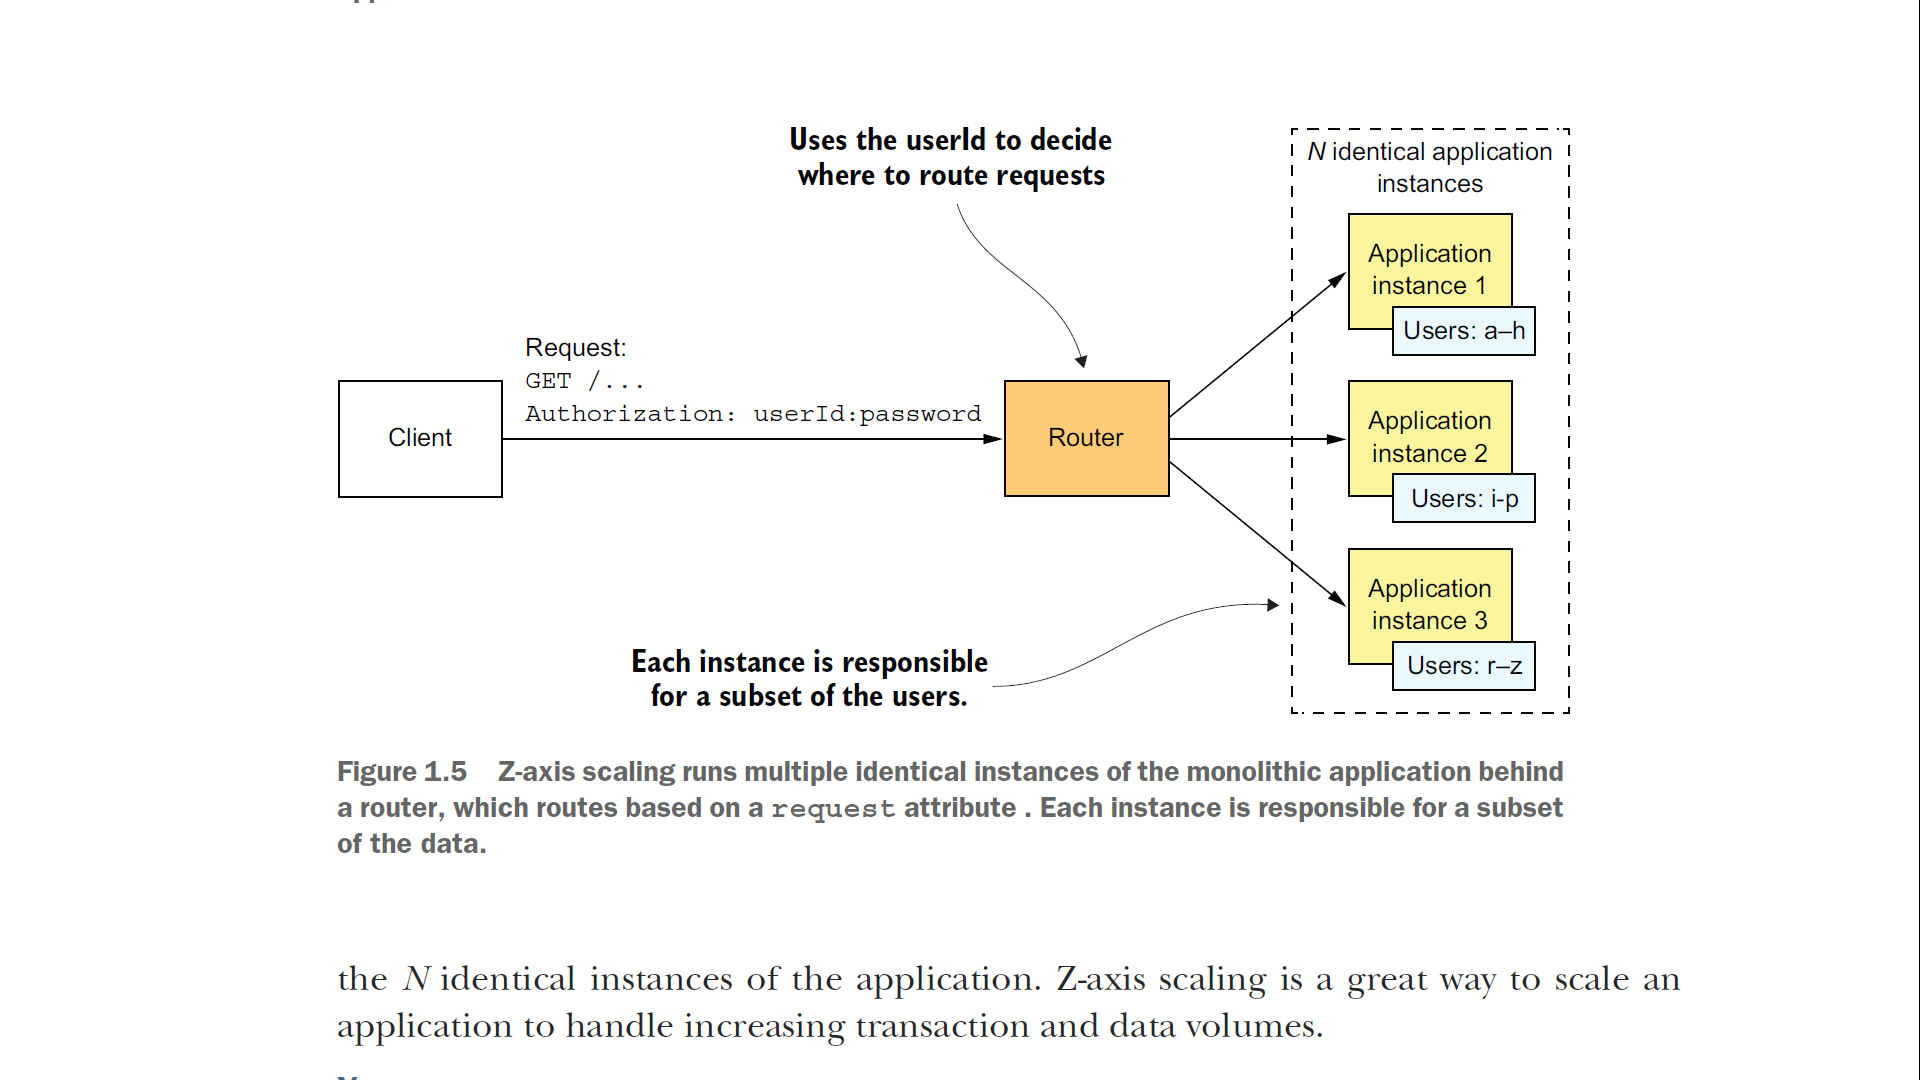 Uses the userId to decide
where to route requests
N identical application
instances
Application
instance 1
Users: a–h
Request:
GET /...
Authorization: userId:password
Client
Router
Application
instance 2
Users: i-p
Application
instance 3
Users: r–z
Each instance is responsible
for a subset of the users.
Figure 1.5 Z-axis scaling runs multiple identical instances of the monolithic application behind
a router, which routes based on a request attribute . Each instance is responsible for a subset
of the data.
the N identical instances of the application. Z-axis scaling is a great way to scale an
application to handle increasing transaction and data volumes.